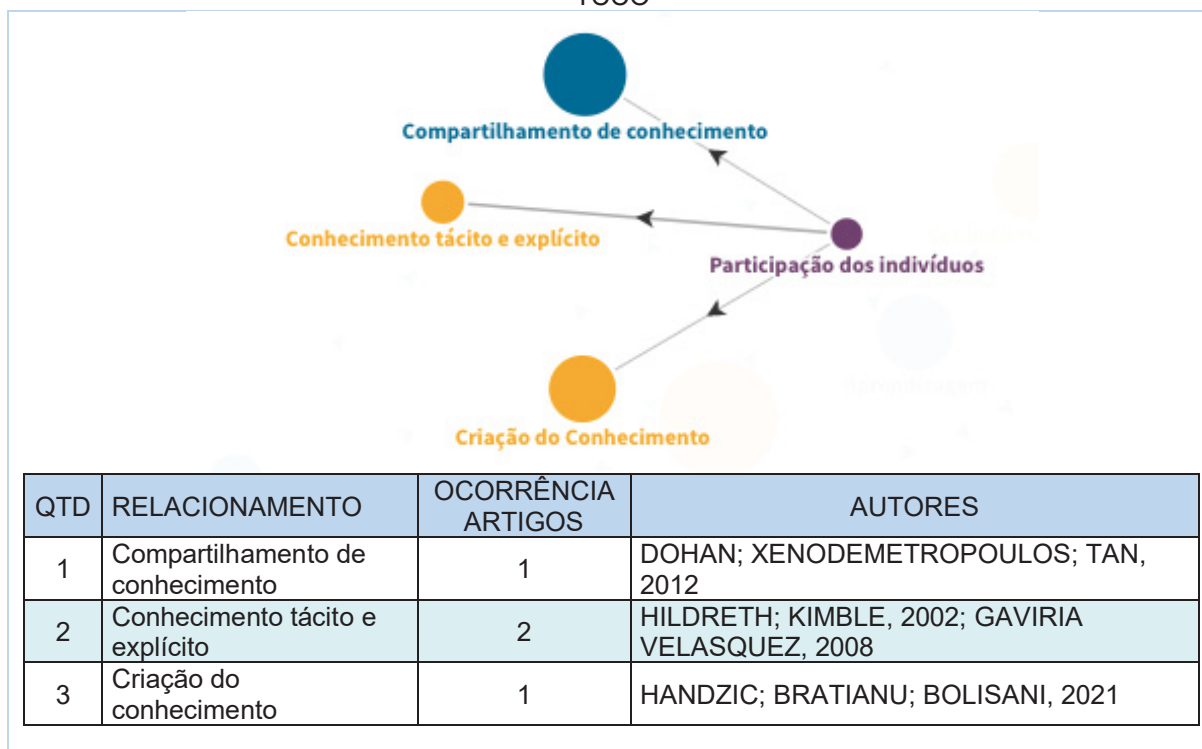 Compartilhamento de conhecimento
Conhecimento tácito e explícito
Participação dos indivíduos
Criação do Conhecimento
QTD RELACIONAMENTO OCORRÊNCIA ARTIGOS AUTORES
1 Compartilhamento de conhecimento 1 DOHAN; XENODEMETROPOULOS; TAN, 2012
2 Conhecimento tácito e explícito 2 HILDRETH; KIMBLE, 2002; GAVIRIA VELASQUEZ, 2008
3 Criação do conhecimento 1 HANDZIC; BRATIANU; BOLISANI, 2021